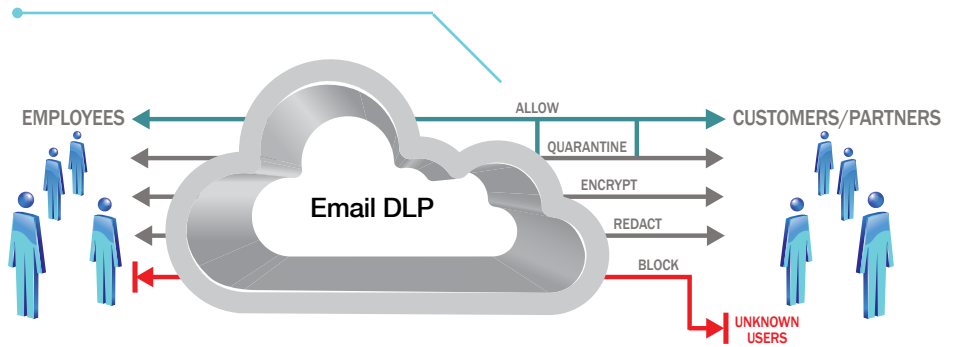 ALLOW
EMPLOYEES
CUSTOMERS/PARTNERS
QUARANTINE
ENCRYPT
Email DLP
REDACT
BLOCK
UNKNOWN
USERS